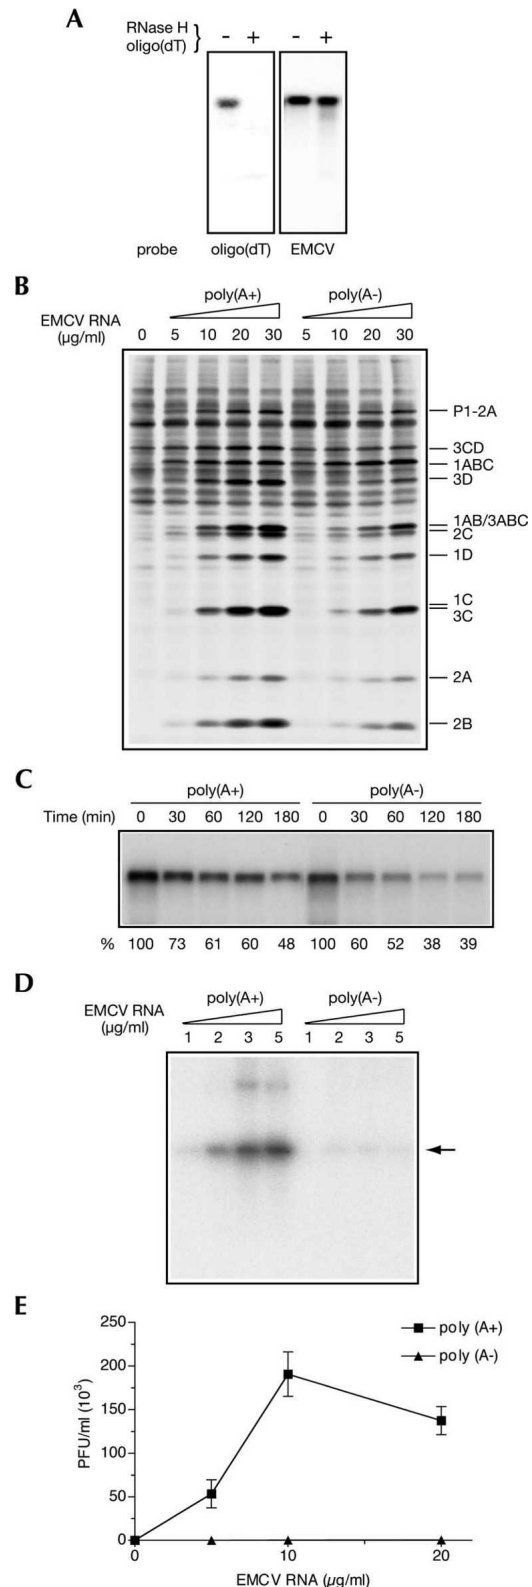 A
RNase H
oligo(dT) } - + - +
probe oligo(dT) EMCV
B
poly(A+) poly(A-)
EMCV RNA
(µg/ml) 0 5 10 20 30 5 10 20 30
P1-2A
3CD
1ABC
3D
1AB/3ABC
2C
1D
1C
3C
2A
2B
C
poly(A+) poly(A-)
Time (min) 0 30 60 120 180 0 30 60 120 180
% 100 73 61 60 48 100 60 52 38 39
D
poly(A+) poly(A-)
EMCV RNA
(µg/ml) 1 2 3 5 1 2 3 5
E
poly (A+)
poly (A-)
PFU/ml (10³)
250
200
150
100
50
0
0 10 20
EMCV RNA (µg/ml)